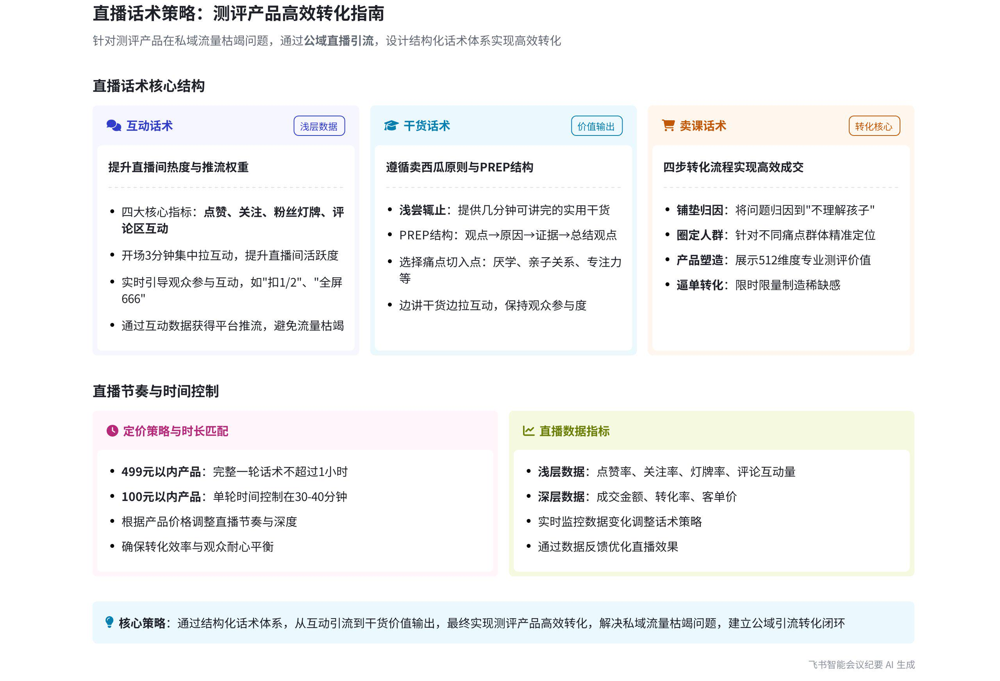 直播话术策略：测评产品高效转化指南
针对测评产品在私域流量枯竭问题，通过公域直播引流，设计结构化话术体系实现高效转化
直播话术核心结构
互动话术
浅层数据
提升直播间热度与推流权重
四大核心指标：点赞、关注、粉丝灯牌、评
论区互动
开场3分钟集中拉互动，提升直播间活跃度
实时引导观众参与互动，如"扣1/2"、"全屏
666"
通过互动数据获得平台推流，避免流量枯竭
干货话术
价值输出
遵循卖西瓜原则与PREP结构
浅尝辄止：提供几分钟可讲完的实用干货
PREP结构：观点→原因→证据→总结观点
选择痛点切入点：厌学、亲子关系、专注力
等
边讲干货边拉互动，保持观众参与度
卖课话术
转化核心
四步转化流程实现高效成交
铺垫归因：将问题归因到"不理解孩子"
圈定人群：针对不同痛点群体精准定位
产品塑造：展示512维度专业测评价值
逼单转化：限时限量制造稀缺感
直播节奏与时间控制
定价策略与时长匹配
499元以内产品：完整一轮话术不超过1小时
100元以内产品：单轮时间控制在30-40分钟
根据产品价格调整直播节奏与深度
确保转化效率与观众耐心平衡
直播数据指标
浅层数据：点赞率、关注率、灯牌率、评论互动量
深层数据：成交金额、转化率、客单价
实时监控数据变化调整话术策略
通过数据反馈优化直播效果
核心策略：通过结构化话术体系，从互动引流到干货价值输出，最终实现测评产品高效转化，解决私域流量枯竭问题，建立公域引流转化闭环
飞书智能会议纪要 AI 生成